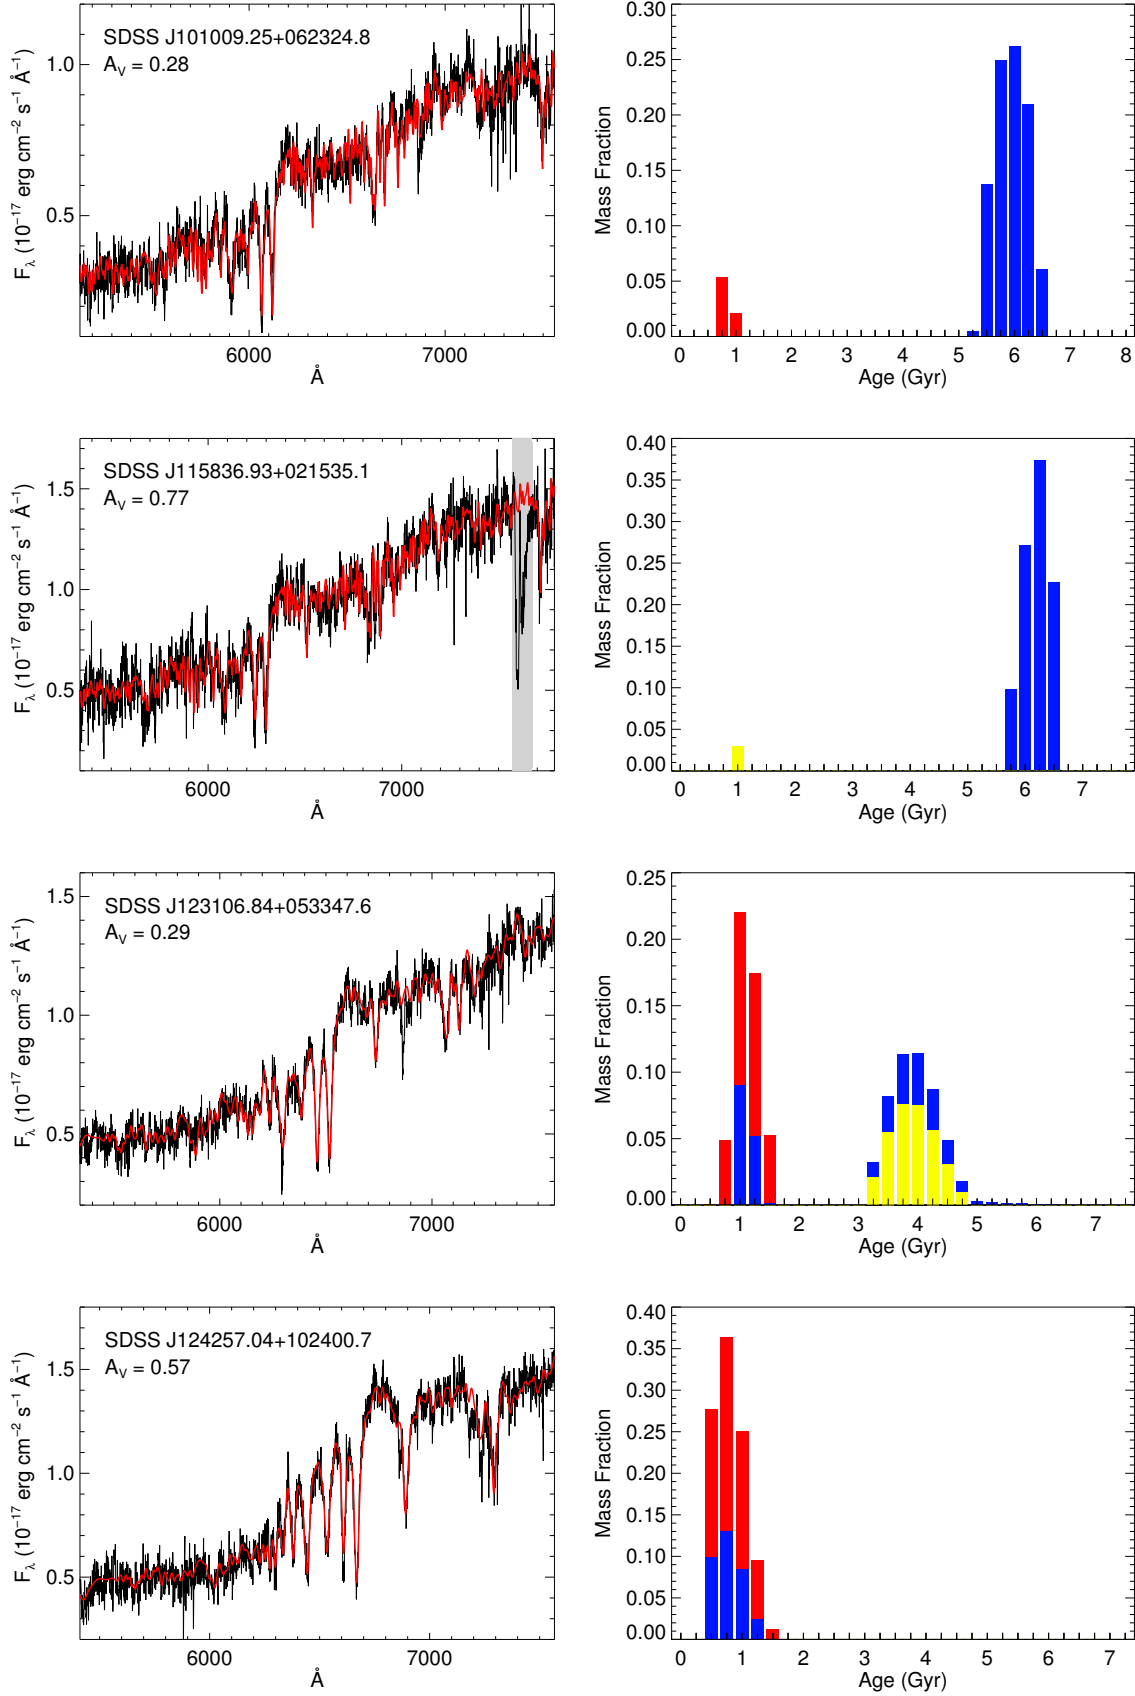 SDSS J101009.25+062324.8
A_V = 0.28
F_λ (10⁻¹⁷ erg cm⁻² s⁻¹ Å⁻¹)
1.0
0.5
6000 7000
Å
Mass Fraction
0.30
0.25
0.20
0.15
0.10
0.05
0.00
0 1 2 3 4 5 6 7 8
Age (Gyr)
SDSS J115836.93+021535.1
A_V = 0.77
F_λ (10⁻¹⁷ erg cm⁻² s⁻¹ Å⁻¹)
1.5
1.0
0.5
6000 7000
Å
Mass Fraction
0.40
0.35
0.30
0.25
0.20
0.15
0.10
0.05
0.00
0 1 2 3 4 5 6 7
Age (Gyr)
SDSS J123106.84+053347.6
A_V = 0.29
F_λ (10⁻¹⁷ erg cm⁻² s⁻¹ Å⁻¹)
1.5
1.0
0.5
6000 7000
Å
Mass Fraction
0.25
0.20
0.15
0.10
0.05
0.00
0 1 2 3 4 5 6 7
Age (Gyr)
SDSS J124257.04+102400.7
A_V = 0.57
F_λ (10⁻¹⁷ erg cm⁻² s⁻¹ Å⁻¹)
1.5
1.0
0.5
6000 7000
Å
Mass Fraction
0.40
0.35
0.30
0.25
0.20
0.15
0.10
0.05
0.00
0 1 2 3 4 5 6 7
Age (Gyr)